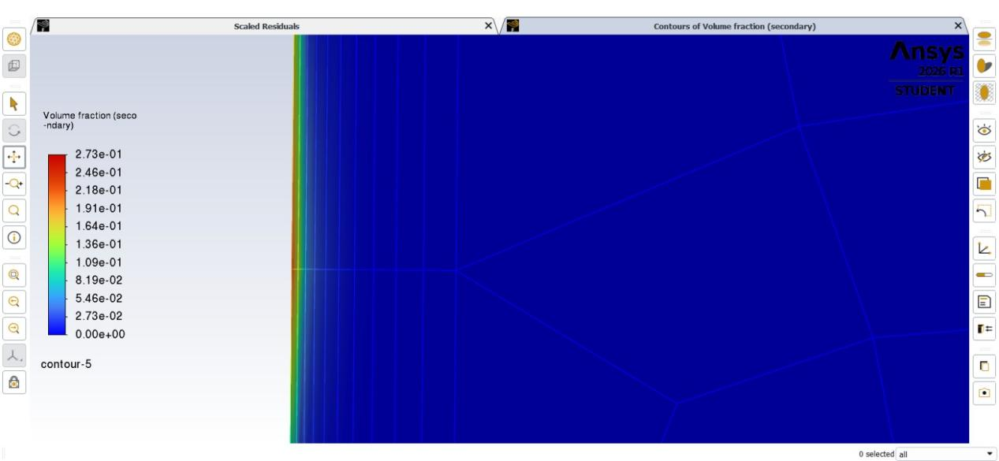 Scaled Residuals
Contours of Volume fraction (secondary)
Ansys
2026 R1
STUDENT
Volume fraction (seco
-ndary)
2.73e-01
2.46e-01
2.18e-01
1.91e-01
1.64e-01
1.36e-01
1.09e-01
8.19e-02
5.46e-02
2.73e-02
0.00e+00
contour-5
0 selected all